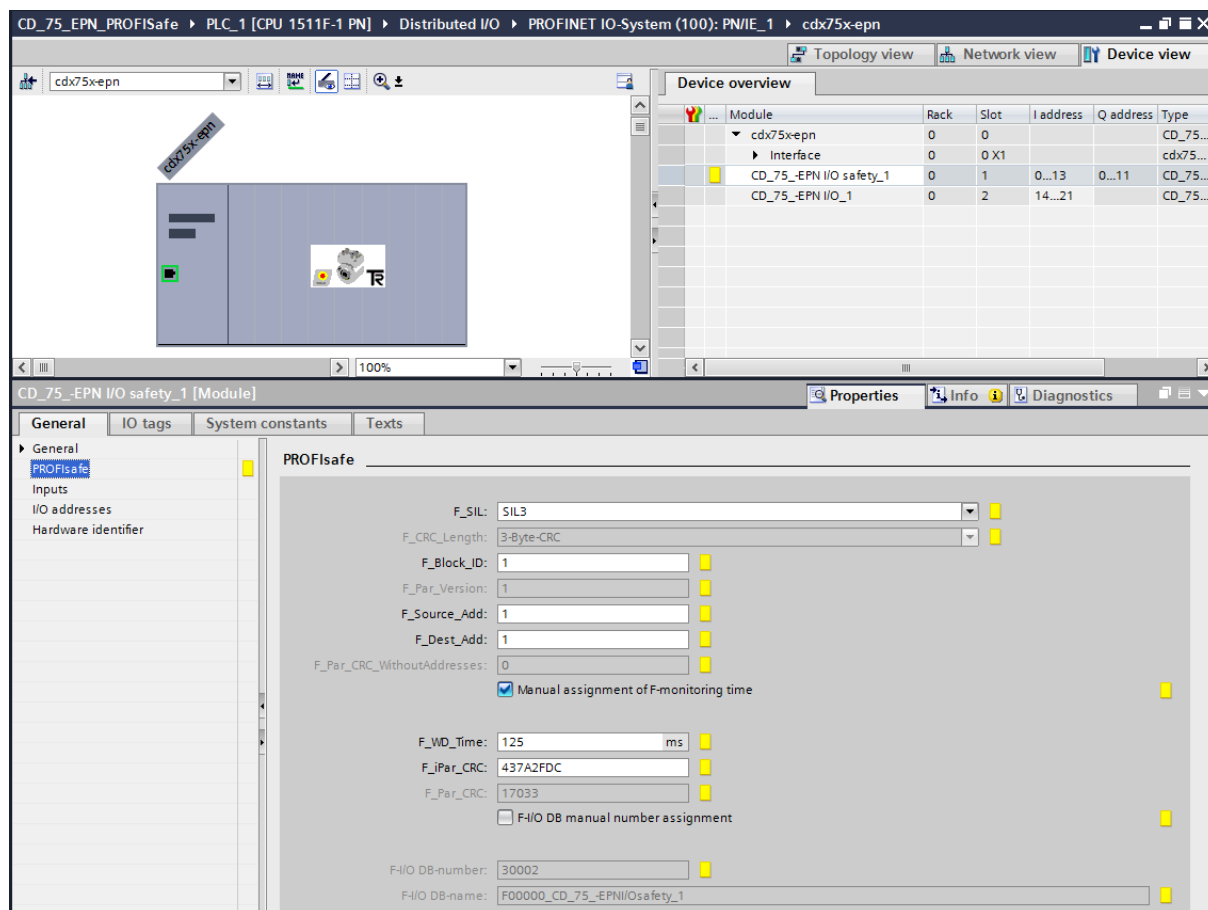 CD_75_EPN_PROFISafe ▸ PLC_1 [CPU 1511F-1 PN] ▸ Distributed I/O ▸ PROFINET IO-System (100): PN/IE_1 ▸ cdx75x-epn
Topology view Network view Device view
cdx75x-epn NAME
Device overview
... Module Rack Slot I address Q address Type
cdx75x-epn 0 0 CD_75...
Interface 0 0 X1 cdx75...
CD_75_-EPN I/O safety_1 0 1 0...13 0...11 CD_75...
CD_75_-EPN I/O_1 0 2 14...21 CD_75...
cdx75x-epn
TR
100%
CD_75_-EPN I/O safety_1 [Module]
Properties Info Diagnostics
General IO tags System constants Texts
General
PROFIsafe
Inputs
I/O addresses
Hardware identifier
PROFIsafe
F_SIL: SIL3
F_CRC_Length: 3-Byte-CRC
F_Block_ID: 1
F_Par_Version: 1
F_Source_Add: 1
F_Dest_Add: 1
F_Par_CRC_WithoutAddresses: 0
Manual assignment of F-monitoring time
F_WD_Time: 125 ms
F_iPar_CRC: 437A2FDC
F_Par_CRC: 17033
F-I/O DB manual number assignment
F-I/O DB-number: 30002
F-I/O DB-name: F00000_CD_75_-EPNI/Osafety_1